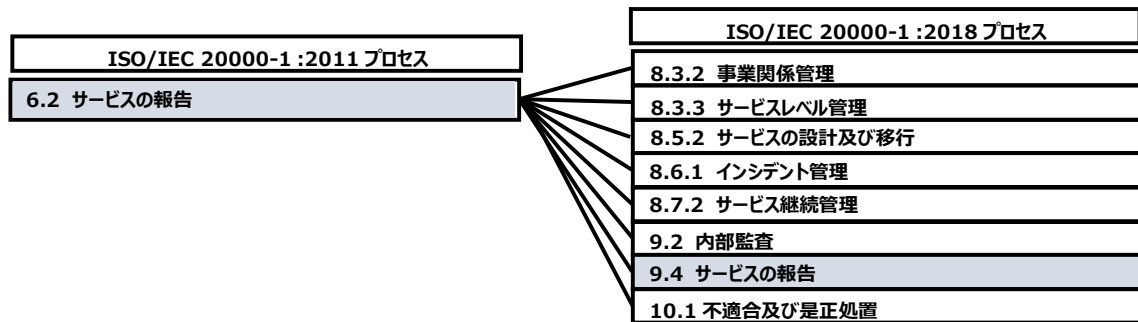 ISO/IEC 20000-1 :2011 プロセス
6.2 サービスの報告
ISO/IEC 20000-1 :2018 プロセス
8.3.2 事業関係管理
8.3.3 サービスレベル管理
8.5.2 サービスの設計及び移行
8.6.1 インシデント管理
8.7.2 サービス継続管理
9.2 内部監査
9.4 サービスの報告
10.1 不適合及び是正処置